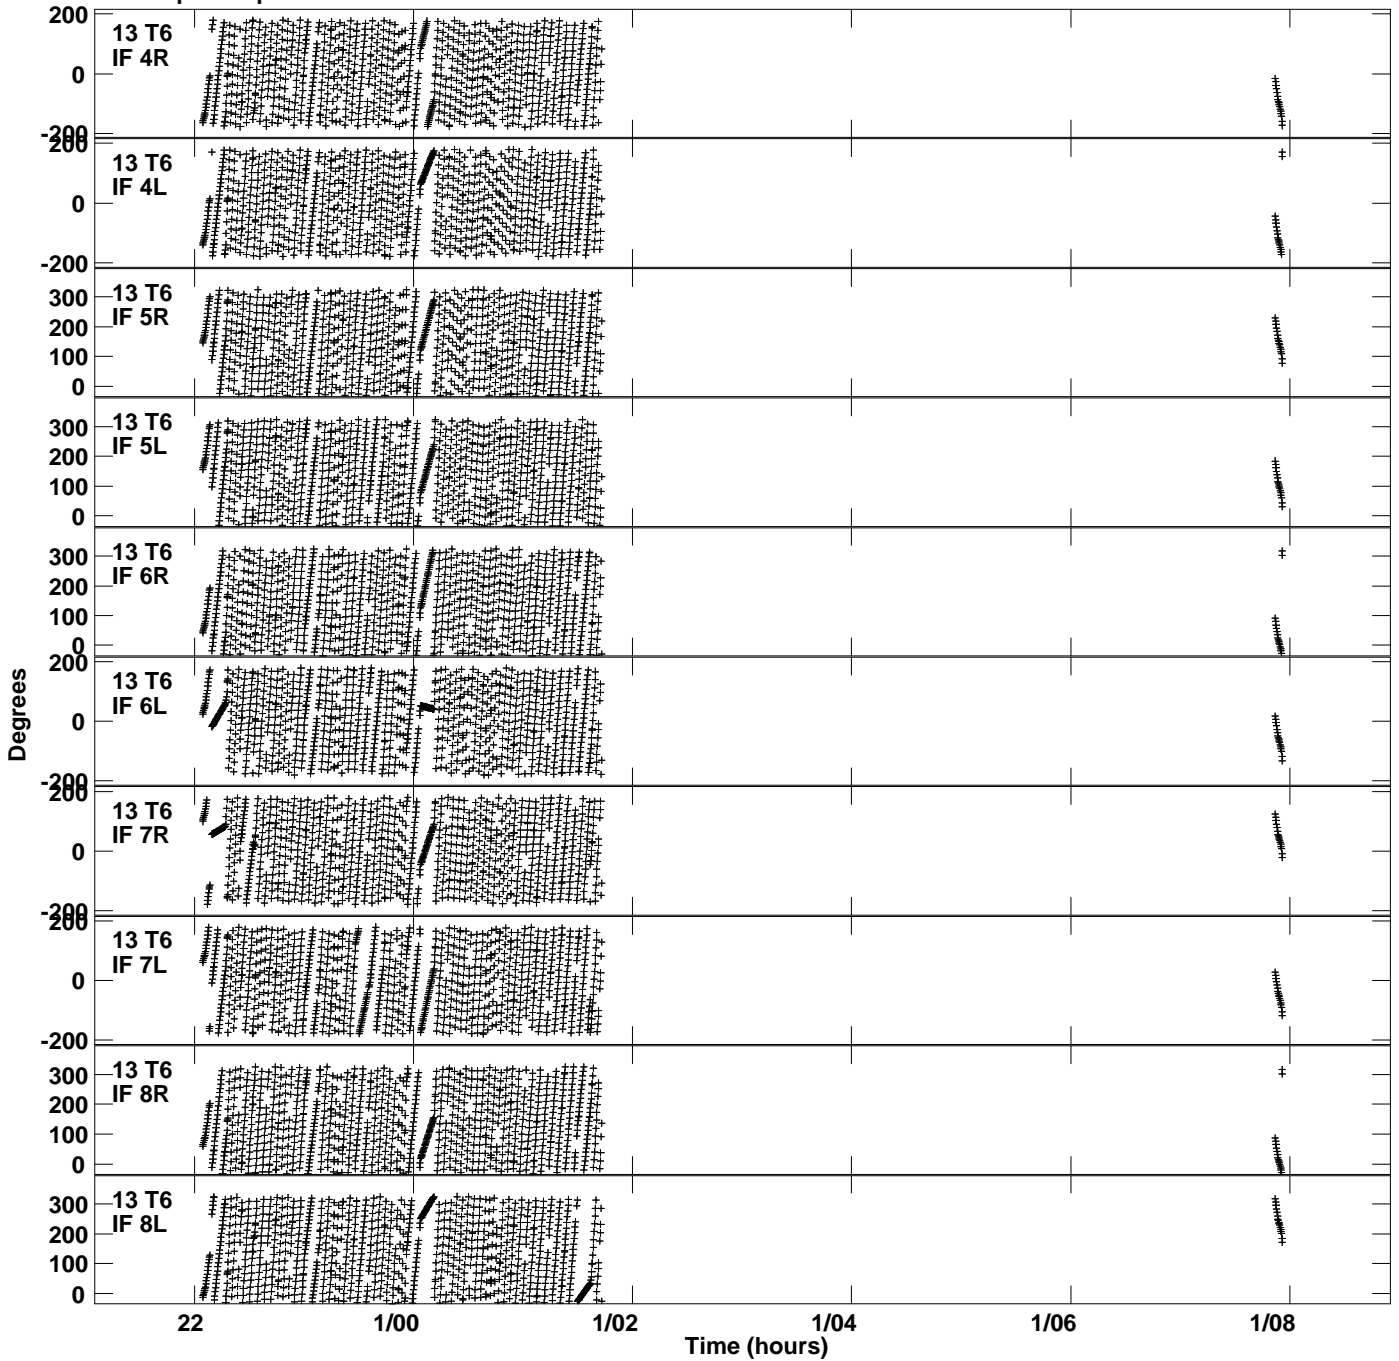 200
13 T6
IF 4R
0
-200
200
13 T6
IF 4L
0
-200
300
13 T6
IF 5R
200
100
0
13 T6
300
IF 5L
200
100
0
300
13 T6
IF 6R
200
100
0
200
13 T6
IF 6L
0
-200
200
13 T6
IF 7R
0
-200
200
13 T6
IF 7L
0
-200
300
13 T6
IF 8R
200
100
0
300
13 T6
IF 8L
200
100
0
Degrees
22
1/00
1/02
1/04
1/06
1/08
Time (hours)